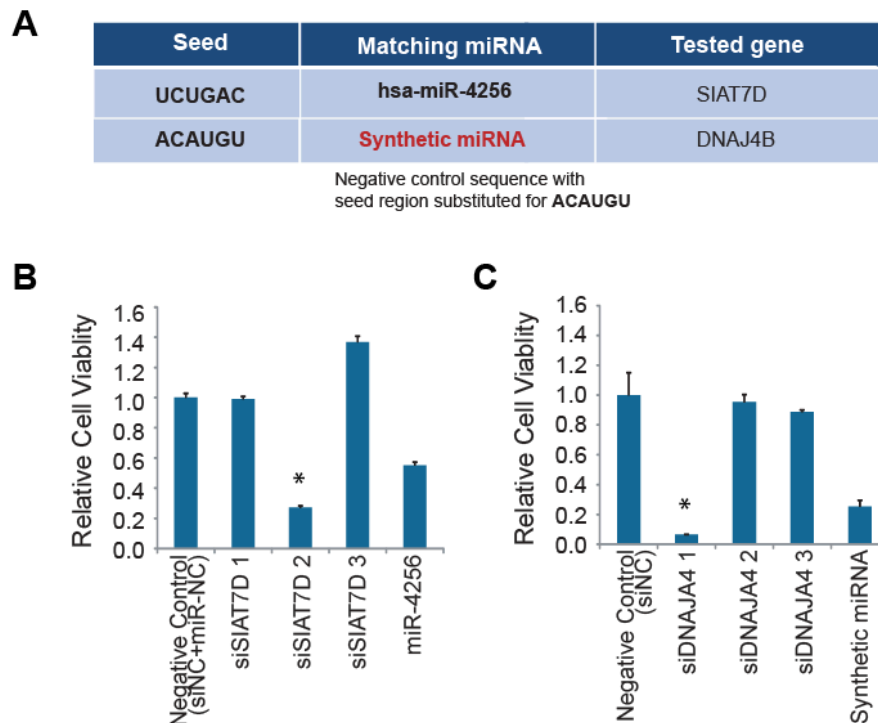 A
Seed Matching miRNA Tested gene
UCUGAC hsa-miR-4256 SIAT7D
ACAUGU Synthetic miRNA DNAJ4B
Negative control sequence with
seed region substituted for ACAUGU
B
Relative Cell Viablity
1.6
1.4
1.2
1.0
0.8
0.6
0.4
0.2
0.0
*
Negative Control
(siNC+miR-NC)
siSIAT7D 1
siSIAT7D 2
siSIAT7D 3
miR-4256
C
Relative Cell Viablity
1.6
1.4
1.2
1.0
0.8
0.6
0.4
0.2
0.0
*
Negative Control
(siNC)
siDNAJA4 1
siDNAJA4 2
siDNAJA4 3
Synthetic miRNA